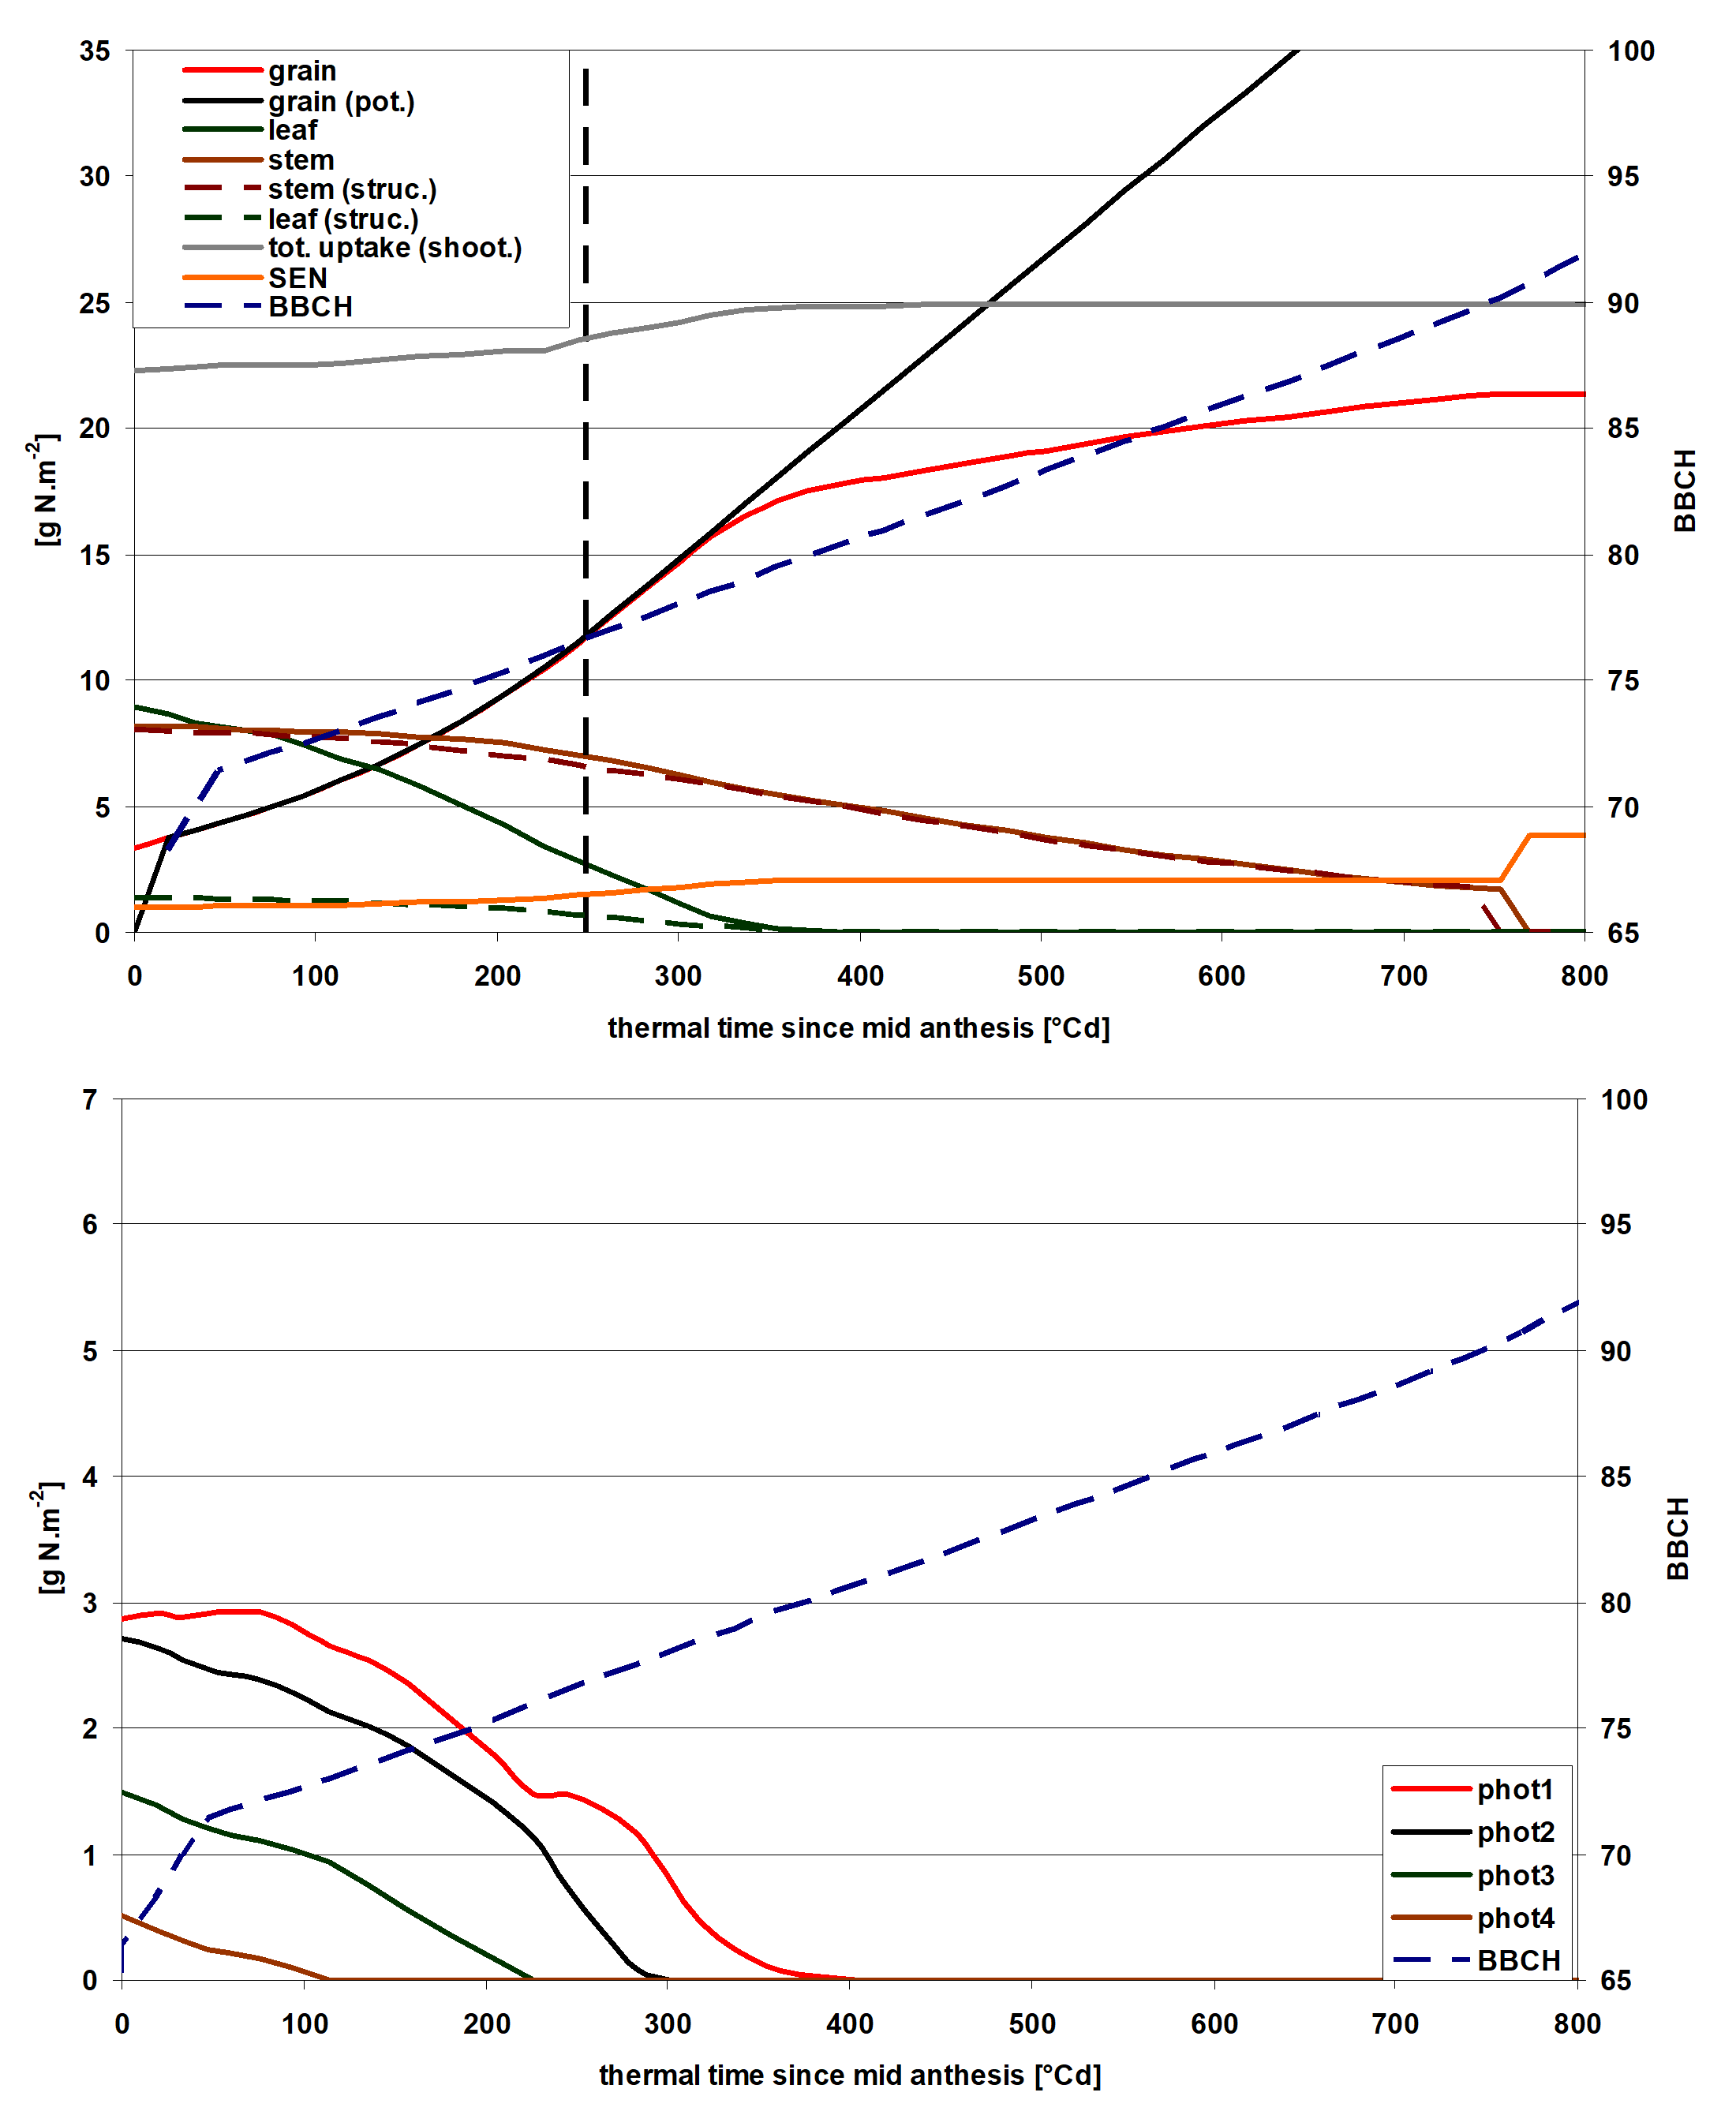 35
30
25
20
15
10
5
0
[g N.m-2]
grain
grain (pot.)
leaf
stem
stem (struc.)
leaf (struc.)
tot. uptake (shoot.)
SEN
BBCH
100
95
90
85
80
75
70
65
BBCH
0 100 200 300 400 500 600 700 800
thermal time since mid anthesis [°Cd]
7
6
5
4
3
2
1
0
[g N.m-2]
100
95
90
85
80
75
70
65
BBCH
phot1
phot2
phot3
phot4
BBCH
0 100 200 300 400 500 600 700 800
thermal time since mid anthesis [°Cd]